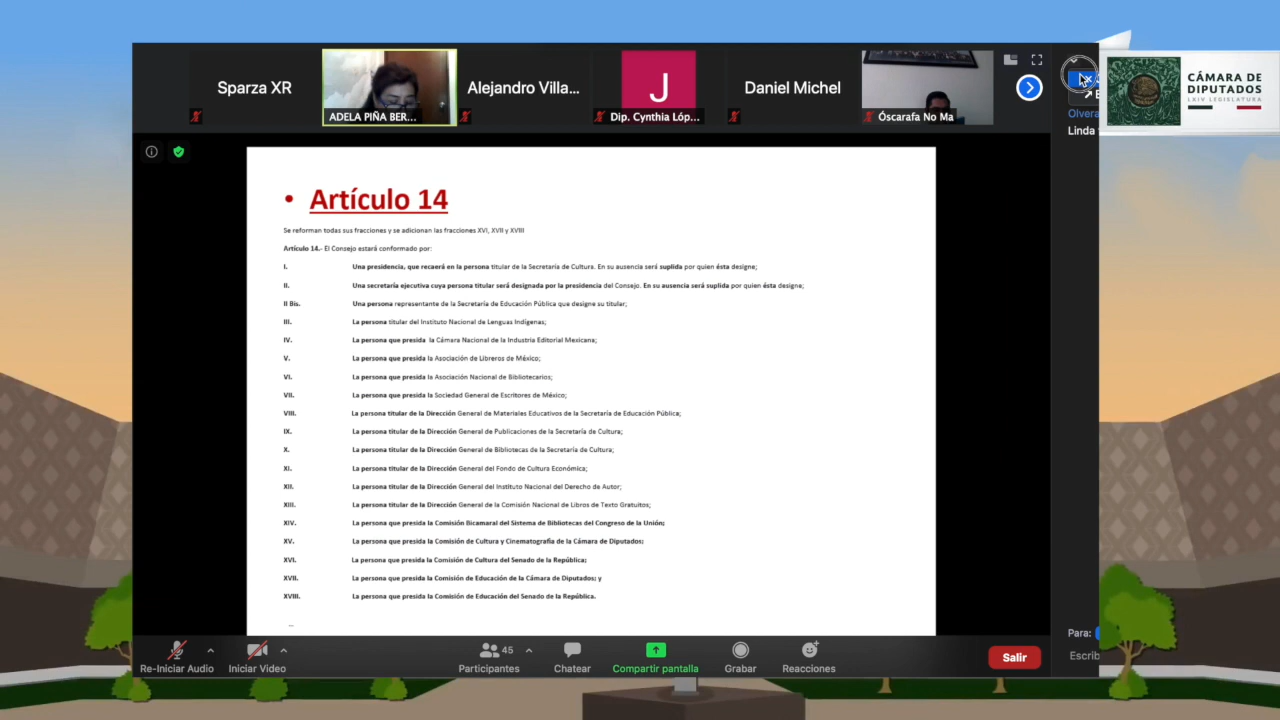 Sparza XR
ADELA PIÑA BER...
Alejandro Villa...
J
Dip. Cynthia Lóp...
Daniel Michel
Óscarafa No Ma
Olvera
Linda
CÁMARA DE
DIPUTADOS
LXIV LEGISLATURA
• Artículo 14
Se reforman todas sus fracciones y se adicionan las fracciones XVI, XVII y XVIII
Artículo 14.- El Consejo estará conformado por:
I. Una presidencia, que recaerá en la persona titular de la Secretaría de Cultura. En su ausencia será suplida por quien ésta designe;
II. Una secretaría ejecutiva cuya persona titular será designada por la presidencia del Consejo. En su ausencia será suplida por quien ésta designe;
II Bis. Una persona representante de la Secretaría de Educación Pública que designe su titular;
III. La persona titular del Instituto Nacional de Lenguas Indígenas;
IV. La persona que presida la Cámara Nacional de la Industria Editorial Mexicana;
V. La persona que presida la Asociación de Libreros de México;
VI. La persona que presida la Asociación Nacional de Bibliotecarios;
VII. La persona que presida la Sociedad General de Escritores de México;
VIII. La persona titular de la Dirección General de Materiales Educativos de la Secretaría de Educación Pública;
IX. La persona titular de la Dirección General de Publicaciones de la Secretaría de Cultura;
X. La persona titular de la Dirección General de Bibliotecas de la Secretaría de Cultura;
XI. La persona titular de la Dirección General del Fondo de Cultura Económica;
XII. La persona titular de la Dirección General del Instituto Nacional del Derecho de Autor;
XIII. La persona titular de la Dirección General de la Comisión Nacional de Libros de Texto Gratuitos;
XIV. La persona que presida la Comisión Bicamaral del Sistema de Bibliotecas del Congreso de la Unión;
XV. La persona que presida la Comisión de Cultura y Cinematografía de la Cámara de Diputados;
XVI. La persona que presida la Comisión de Cultura del Senado de la República;
XVII. La persona que presida la Comisión de Educación de la Cámara de Diputados; y
XVIII. La persona que presida la Comisión de Educación del Senado de la República.
...
Para:
Escrib
Re-Iniciar Audio
Iniciar Video
45
Participantes
Chatear
Compartir pantalla
Grabar
Reacciones
Salir